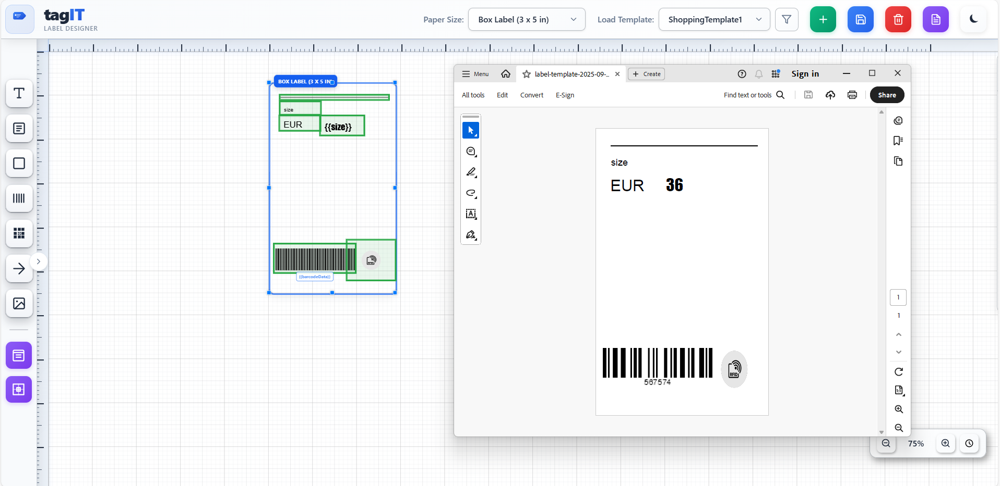 tagIT
LABEL DESIGNER
Paper Size:
Box Label (3 x 5 in)
Load Template:
ShoppingTemplate1
BOX LABEL (3 X 5 IN
size
EUR
{{size}}
{{barcodeData}}
Menu
label-template-2025-09-...
Create
Sign in
All tools
Edit
Convert
E-Sign
Find text or tools
Share
size
EUR 36
567574
RFID
1
1
75%